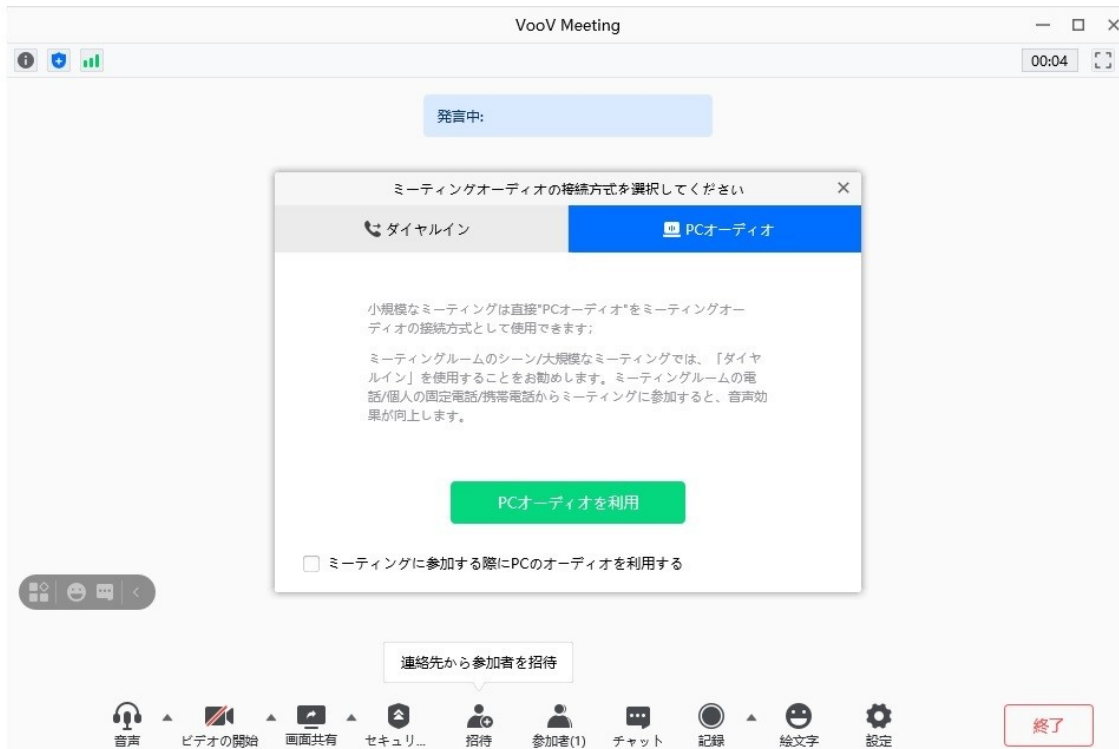 VooV Meeting
00:04
発言中:
ミーティングオーディオの接続方式を選択してください
ダイヤルイン
PCオーディオ
小規模なミーティングは直接"PCオーディオ"をミーティングオー
ディオの接続方式として使用できます;
ミーティングルームのシーン/大規模なミーティングでは、「ダイヤ
ルイン」を使用することをお勧めします。ミーティングルームの電
話/個人の固定電話/携帯電話からミーティングに参加すると、音声効
果が向上します。
PCオーディオを利用
ミーティングに参加する際にPCのオーディオを利用する
連絡先から参加者を招待
音声
ビデオの開始
画面共有
セキュリ...
招待
参加者(1)
チャット
記録
絵文字
設定
終了